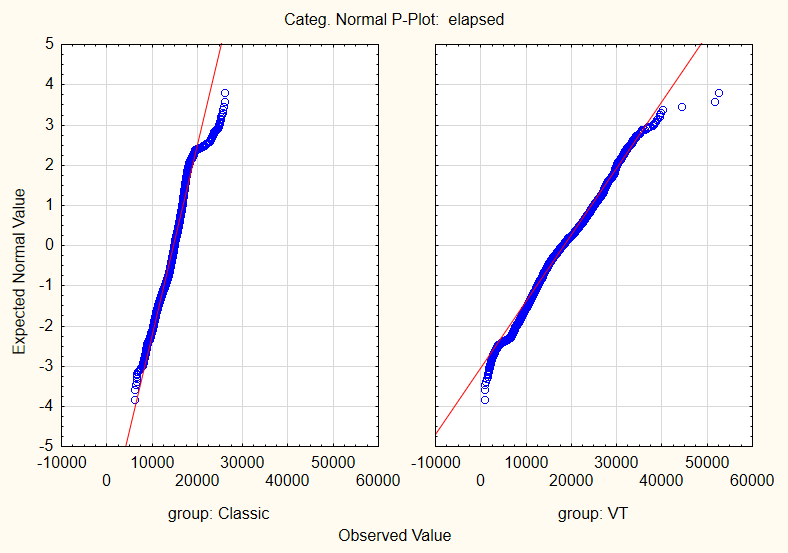 Categ. Normal P-Plot:  elapsed
Expected Normal Value
5
4
3
2
1
0
-1
-2
-3
-4
-5
-10000 10000 30000 50000 -10000 10000 30000 50000
0 20000 40000 60000 0 20000 40000 60000
group: Classic group: VT
Observed Value